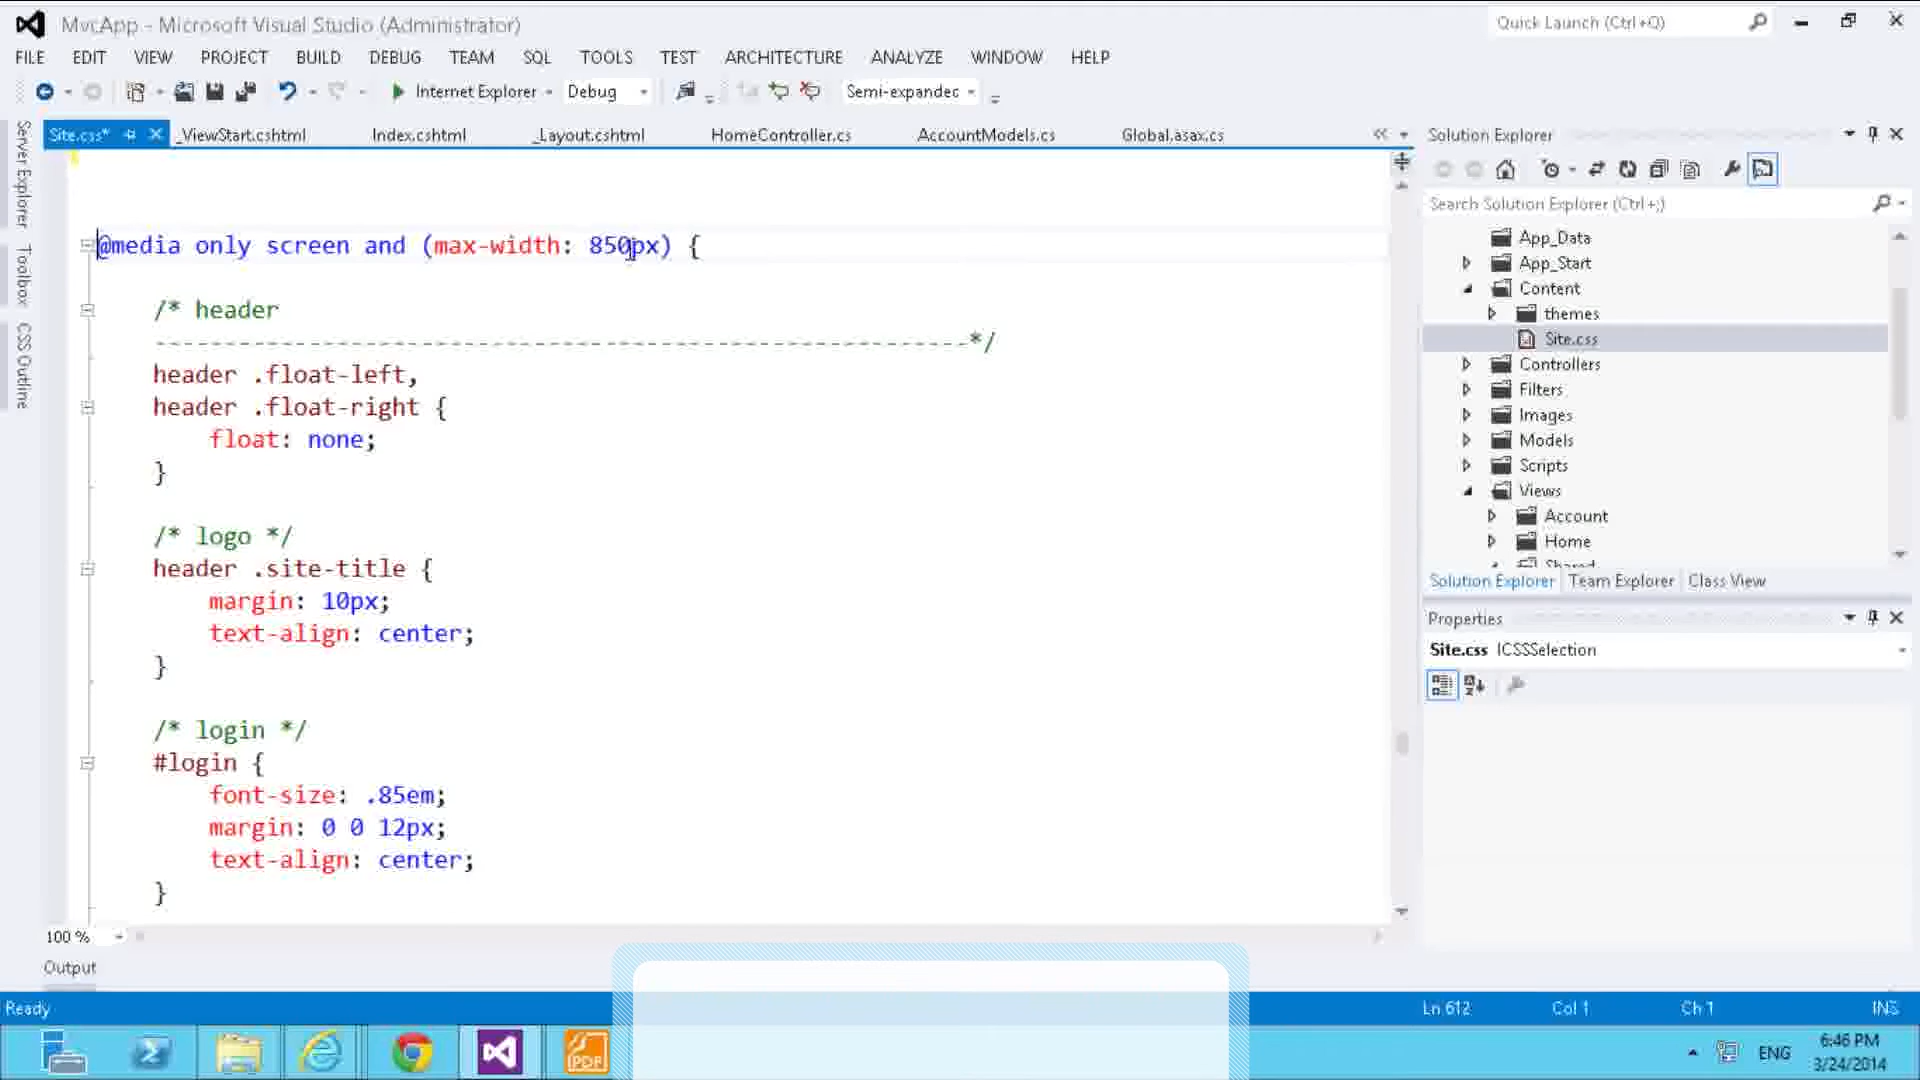 MvcApp - Microsoft Visual Studio (Administrator)
Quick Launch (Ctrl+Q)
FILE EDIT VIEW PROJECT BUILD DEBUG TEAM SQL TOOLS TEST ARCHITECTURE ANALYZE WINDOW HELP
Internet Explorer Debug Semi-expanded
Site.css* _ViewStart.cshtml Index.cshtml _Layout.cshtml HomeController.cs AccountModels.cs Global.asax.cs
Server Explorer
Toolbox
CSS Outline
@media only screen and (max-width: 850px) {
/* header
----------------------------------------------------------*/
header .float-left,
header .float-right {
float: none;
}
/* logo */
header .site-title {
margin: 10px;
text-align: center;
}
/* login */
#login {
font-size: .85em;
margin: 0 0 12px;
text-align: center;
}
100 %
Output
Solution Explorer
Search Solution Explorer (Ctrl+;)
App_Data
App_Start
Content
themes
Site.css
Controllers
Filters
Images
Models
Scripts
Views
Account
Home
Shared
Solution Explorer Team Explorer Class View
Properties
Site.css ICSSSelection
Ready Ln 612 Col 1 Ch 1 INS
PDF
ENG
6:46 PM
3/24/2014